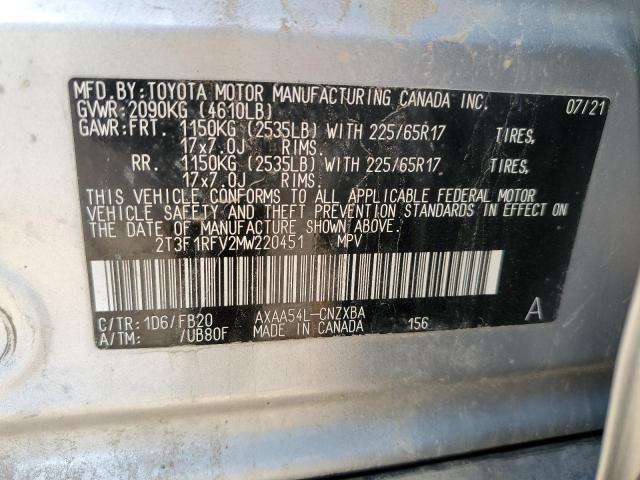 MFD.BY:TOYOTA MOTOR MANUFACTURING CANADA INC. 07/21
GVWR:2090KG (4610LB)
GAWR:FRT. 1150KG (2535LB) WITH 225/65R17 TIRES,
17x7.0J RIMS.
RR. 1150KG (2535LB) WITH 225/65R17 TIRES,
17x7.0J RIMS.
THIS VEHICLE CONFORMS TO ALL APPLICABLE FEDERAL MOTOR
VEHICLE SAFETY AND THEFT PREVENTION STANDARDS IN EFFECT ON
THE DATE OF MANUFACTURE SHOWN ABOVE.
2T3F1RFV2MW220451 MPV
C/TR:1D6/FB20 AXAA54L-CNZXBA A
A/TM: /UB80F MADE IN CANADA 156